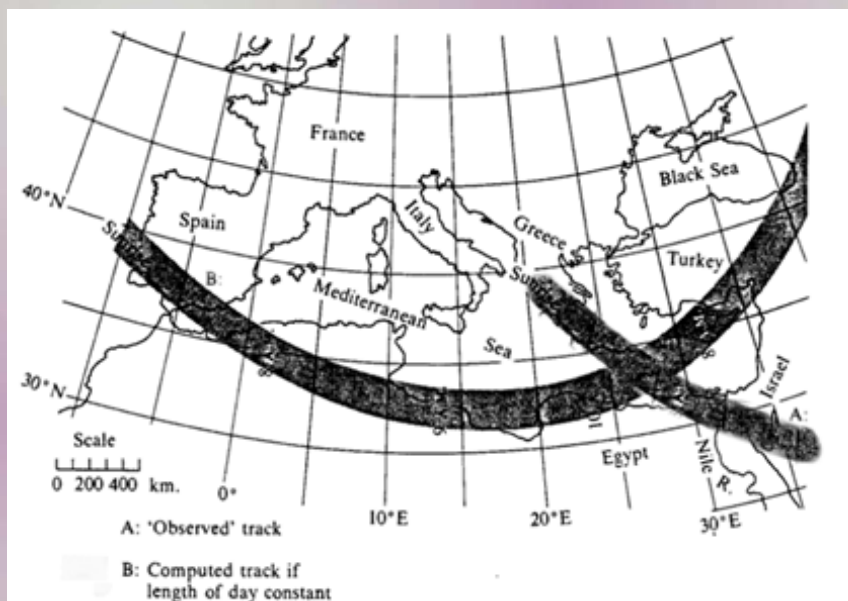 France
Black Sea
40°N
Spain
Italy
Greece
Turkey
B:
Mediterranean
Sea
30°N
Israel
A:
Scale
0 200 400 km.
0°
Egypt
Nile
R.
10°E
20°E
30°E
A: 'Observed' track
B: Computed track if
length of day constant